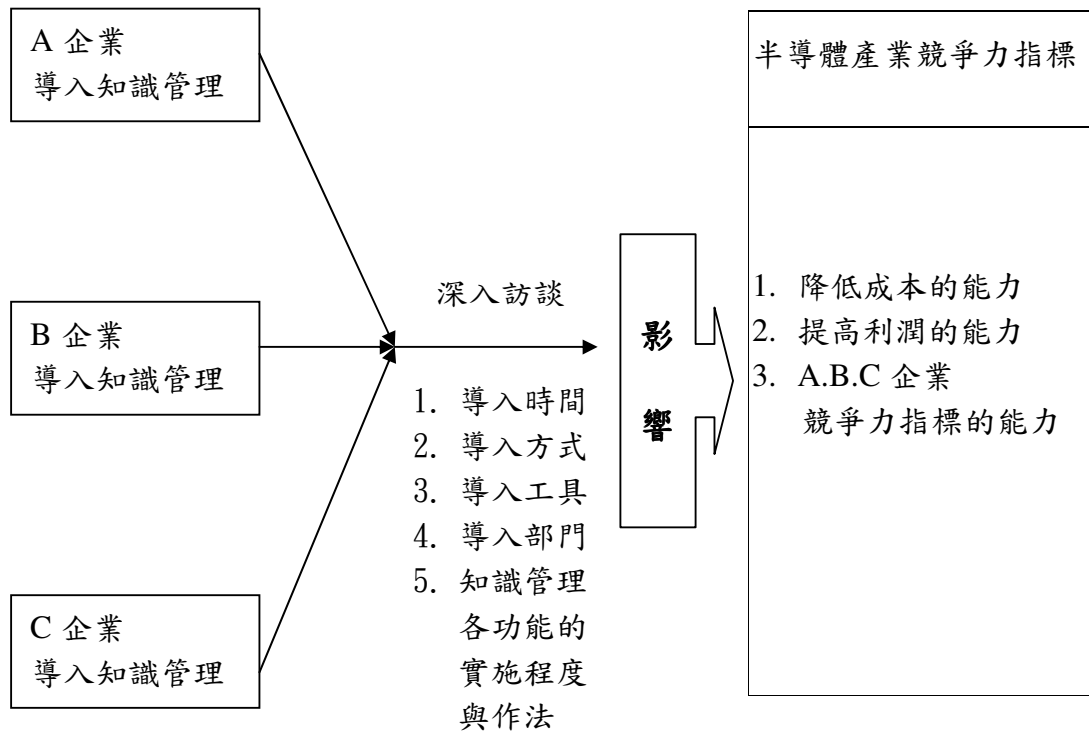 A 企業
導入知識管理
B 企業
導入知識管理
C 企業
導入知識管理
深入訪談
1. 導入時間
2. 導入方式
3. 導入工具
4. 導入部門
5. 知識管理
各功能的
實施程度
與作法
影
響
半導體產業競爭力指標
1. 降低成本的能力
2. 提高利潤的能力
3. A.B.C 企業
競爭力指標的能力